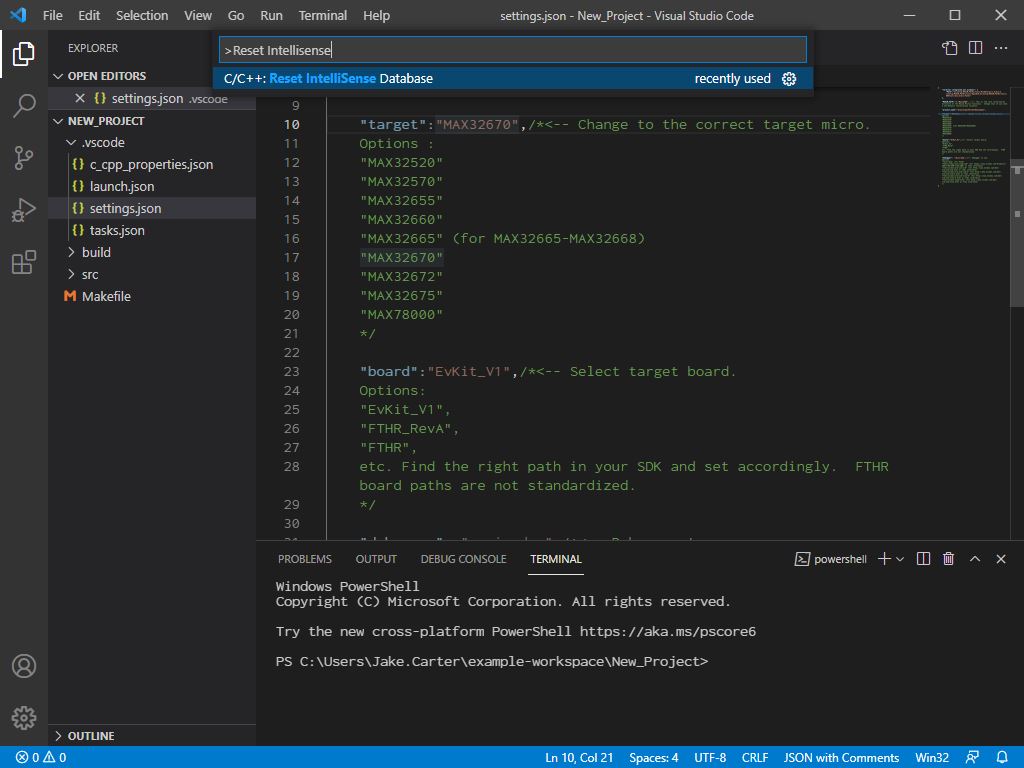 File Edit Selection View Go Run Terminal Help settings.json - New_Project - Visual Studio Code
EXPLORER
>Reset Intellisense
C/C++: Reset IntelliSense Database recently used
OPEN EDITORS
settings.json .vscode
NEW_PROJECT
.vscode
c_cpp_properties.json
launch.json
settings.json
tasks.json
build
src
Makefile
OUTLINE
9
10 "target":"MAX32670",/*<-- Change to the correct target micro.
11 Options :
12 "MAX32520"
13 "MAX32570"
14 "MAX32655"
15 "MAX32660"
16 "MAX32665" (for MAX32665-MAX32668)
17 "MAX32670"
18 "MAX32672"
19 "MAX32675"
20 "MAX78000"
21 */
22
23 "board":"EvKit_V1",/*<-- Select target board.
24 Options:
25 "EvKit_V1",
26 "FTHR_RevA",
27 "FTHR",
28 etc. Find the right path in your SDK and set accordingly.  FTHR
board paths are not standardized.
29 */
30
PROBLEMS OUTPUT DEBUG CONSOLE TERMINAL powershell
Windows PowerShell
Copyright (C) Microsoft Corporation. All rights reserved.
Try the new cross-platform PowerShell https://aka.ms/pscore6
PS C:\Users\Jake.Carter\example-workspace\New_Project>
0 0 Ln 10, Col 21 Spaces: 4 UTF-8 CRLF JSON with Comments Win32